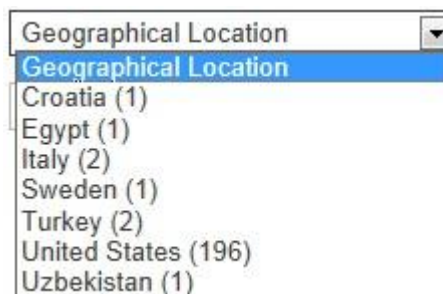 Geographical Location
Geographical Location
Croatia (1)
Egypt (1)
Italy (2)
Sweden (1)
Turkey (2)
United States (196)
Uzbekistan (1)